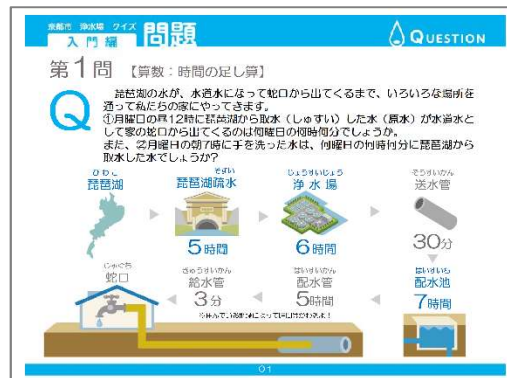 京都市 浄水場 クイズ
入門編 問題
QUESTION
第1問 【算数：時間の足し算】
Q
琵琶湖の水が、水道水になって蛇口から出てくるまで、いろいろな場所を
通って私たちの家にやってきます。
①月曜日の昼12時に琵琶湖から取水（しゅすい）した水（原水）が水道水と
して家の蛇口から出てくるのは何曜日の何時何分でしょうか。
また、②月曜日の朝7時に手を洗った水は、何曜日の何時何分に琵琶湖から
取水した水でしょうか？
びわこ
琵琶湖
そすい
琵琶湖疏水
5時間
じょうすいじょう
浄水場
6時間
そうすいかん
送水管
30分
はいすいち
配水池
7時間
はいすいかん
配水管
5時間
きゅうすいかん
給水管
3分
じゃぐち
蛇口
01